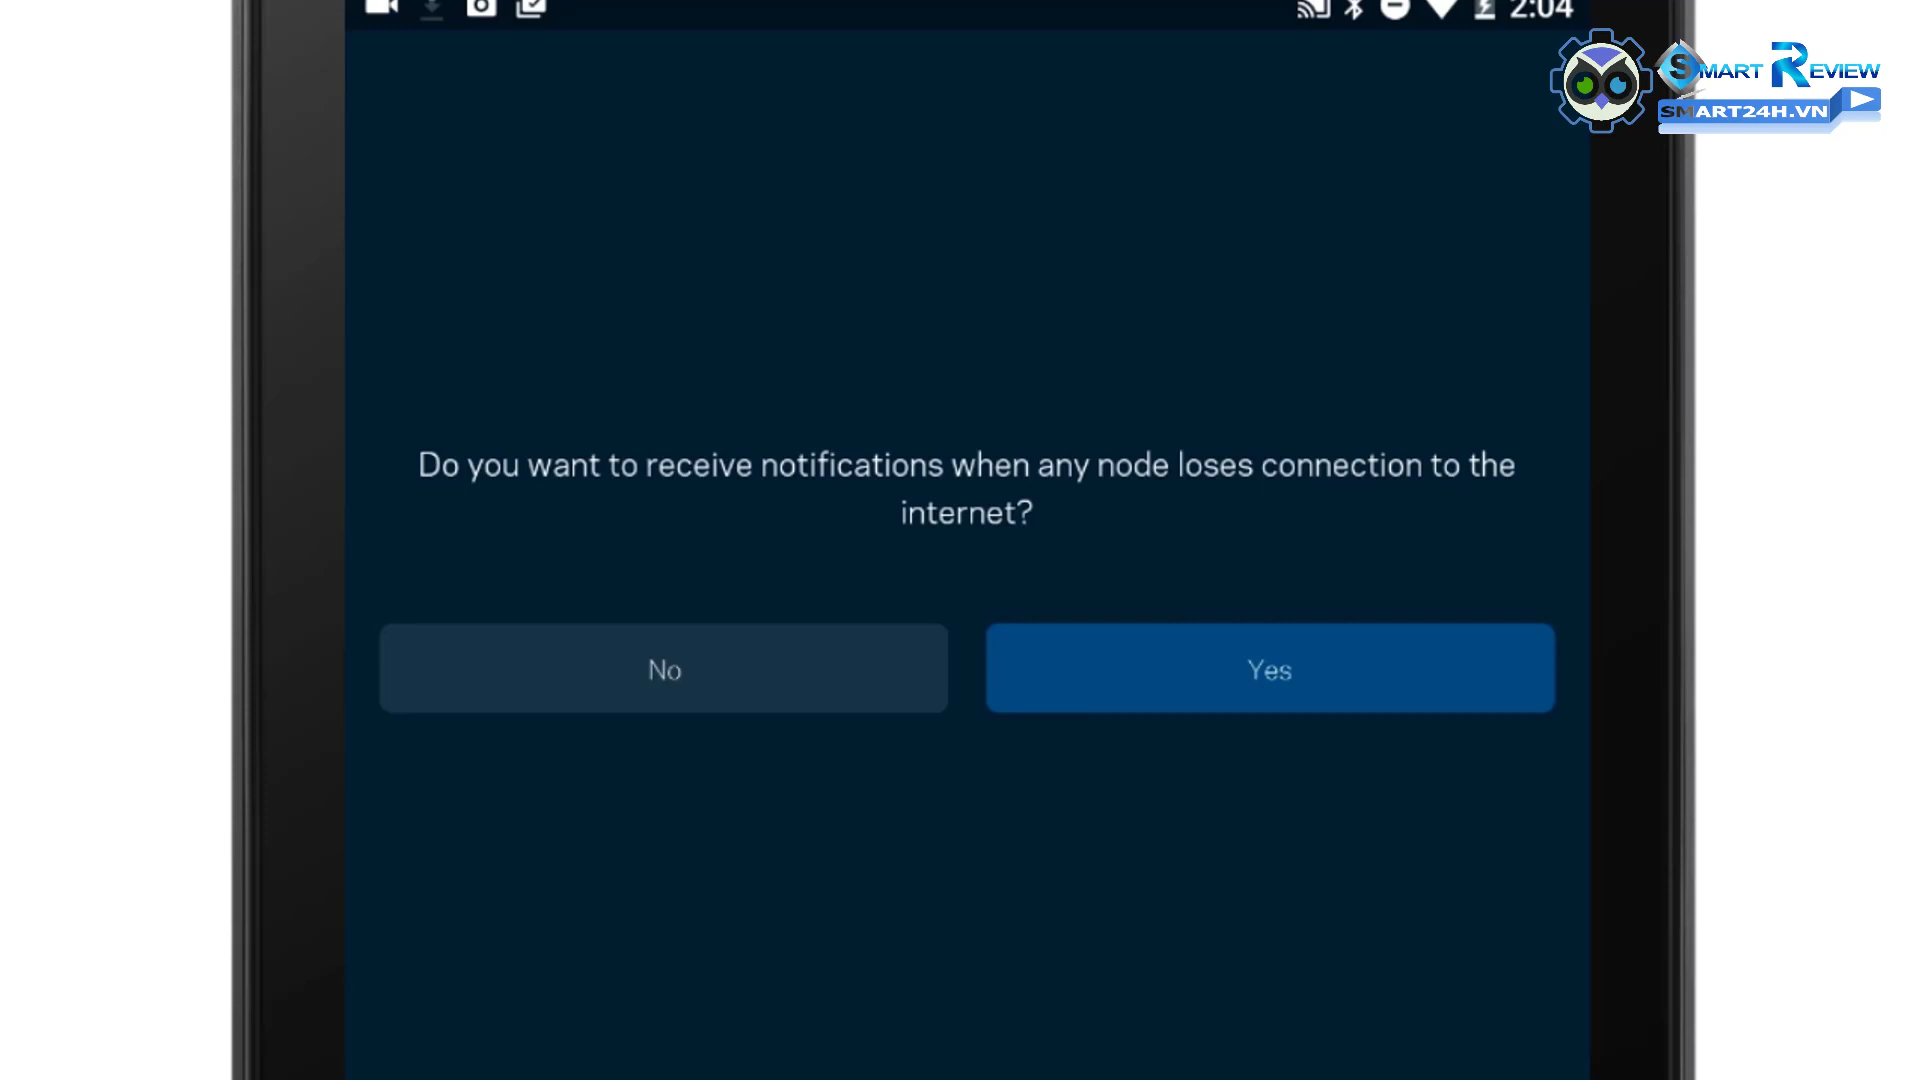 2:04
SMART REVIEW
SMART24H.VN
Do you want to receive notifications when any node loses connection to the
internet?
No
Yes